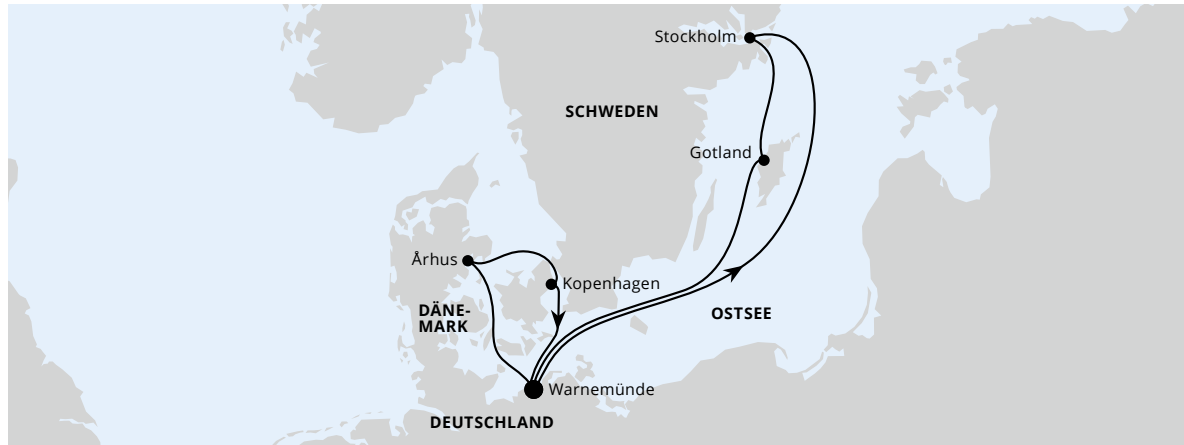 Stockholm
SCHWEDEN
Gotland
Århus
Kopenhagen
DÄNE-
MARK
OSTSEE
Warnemünde
DEUTSCHLAND